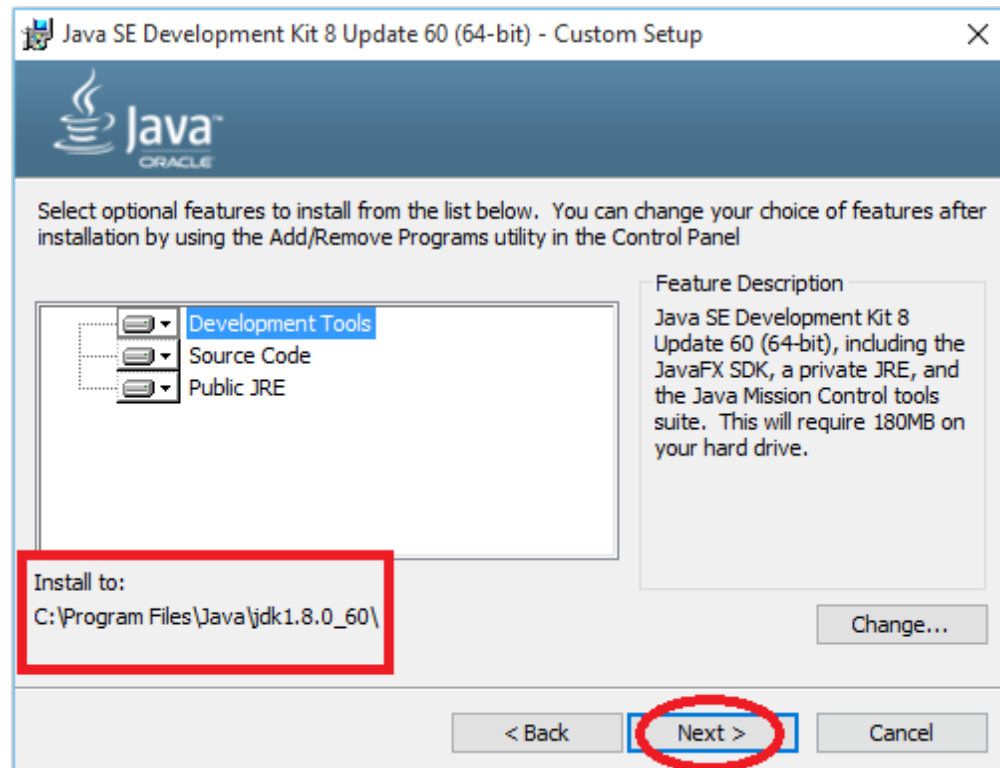 Java SE Development Kit 8 Update 60 (64-bit) - Custom Setup
Java™
ORACLE
Select optional features to install from the list below.  You can change your choice of features after
installation by using the Add/Remove Programs utility in the Control Panel
Development Tools
Source Code
Public JRE
Feature Description
Java SE Development Kit 8
Update 60 (64-bit), including the
JavaFX SDK, a private JRE, and
the Java Mission Control tools
suite.  This will require 180MB on
your hard drive.
Install to:
C:\Program Files\Java\jdk1.8.0_60\
Change...
< Back
Next >
Cancel